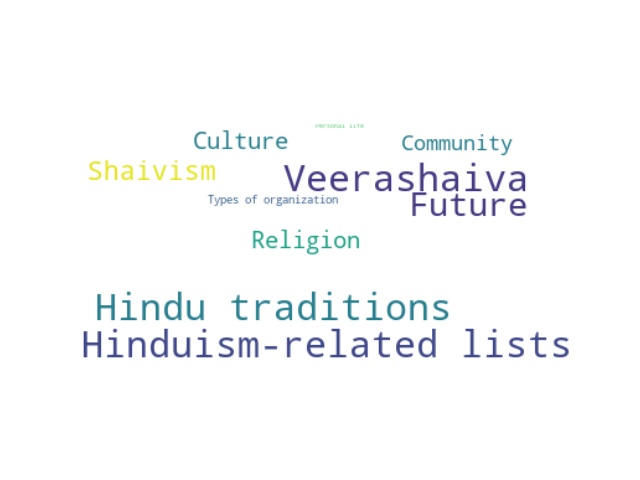 Personal life
Culture
Community
Shaivism
Veerashaiva
Types of organization
Future
Religion
Hindu traditions
Hinduism-related lists